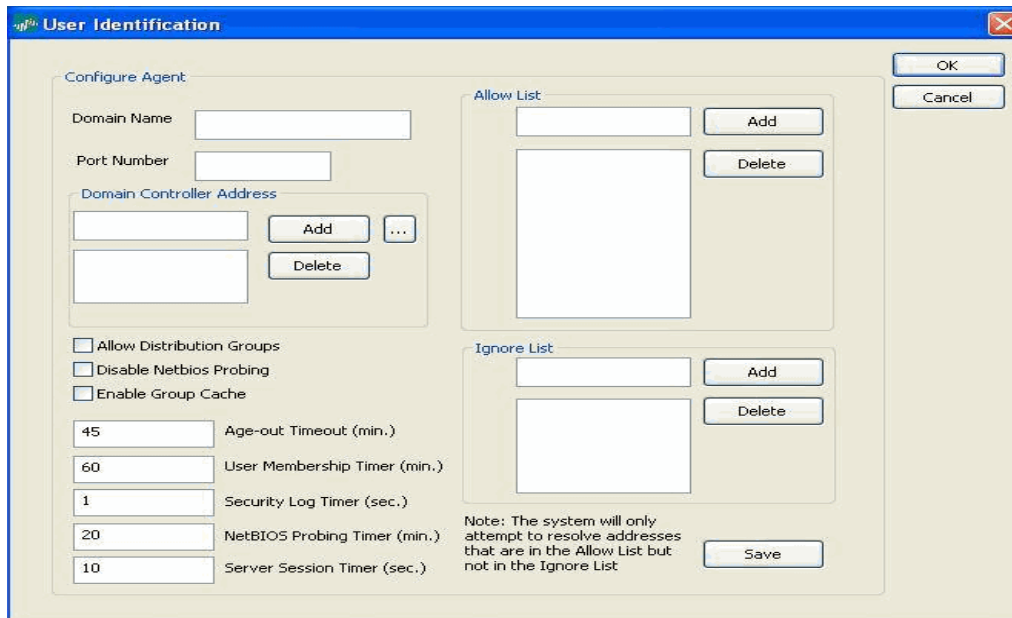 User Identification
OK
Cancel
Configure Agent
Domain Name
Port Number
Domain Controller Address
Add
...
Delete
Allow Distribution Groups
Disable Netbios Probing
Enable Group Cache
45 Age-out Timeout (min.)
60 User Membership Timer (min.)
1 Security Log Timer (sec.)
20 NetBIOS Probing Timer (min.)
10 Server Session Timer (sec.)
Allow List
Add
Delete
Ignore List
Add
Delete
Note: The system will only
attempt to resolve addresses
that are in the Allow List but
not in the Ignore List
Save